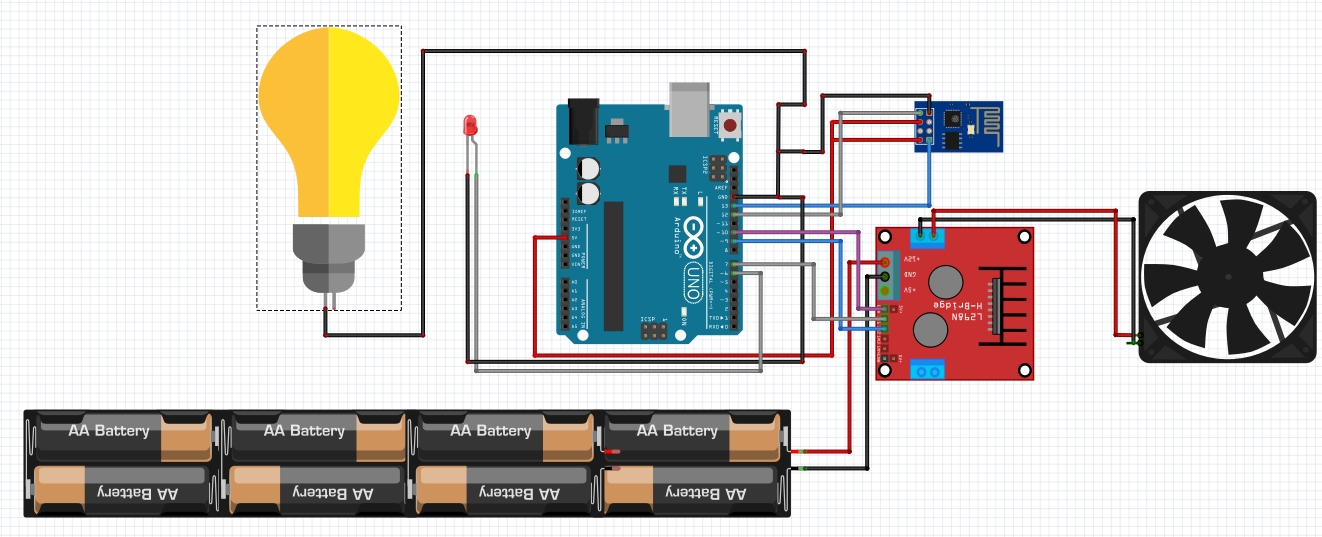 RESET
ICSP2
AREF
GND
13
12
~11
~10
~9
8
7
~6
~5
4
~3
2
TXD▶1
RXD◀0
DIGITAL (PWM~)
L
TX
RX
Arduino
UNO
ON
ICSP
1
IOREF
RESET
3V3
5V
GND
GND
VIN
POWER
A0
A1
A2
A3
A4
A5
ANALOG IN
+12V
GND
+5V
L298N
H-Bridge
AA Battery
AA Battery
AA Battery
AA Battery
AA Battery
AA Battery
AA Battery
AA Battery